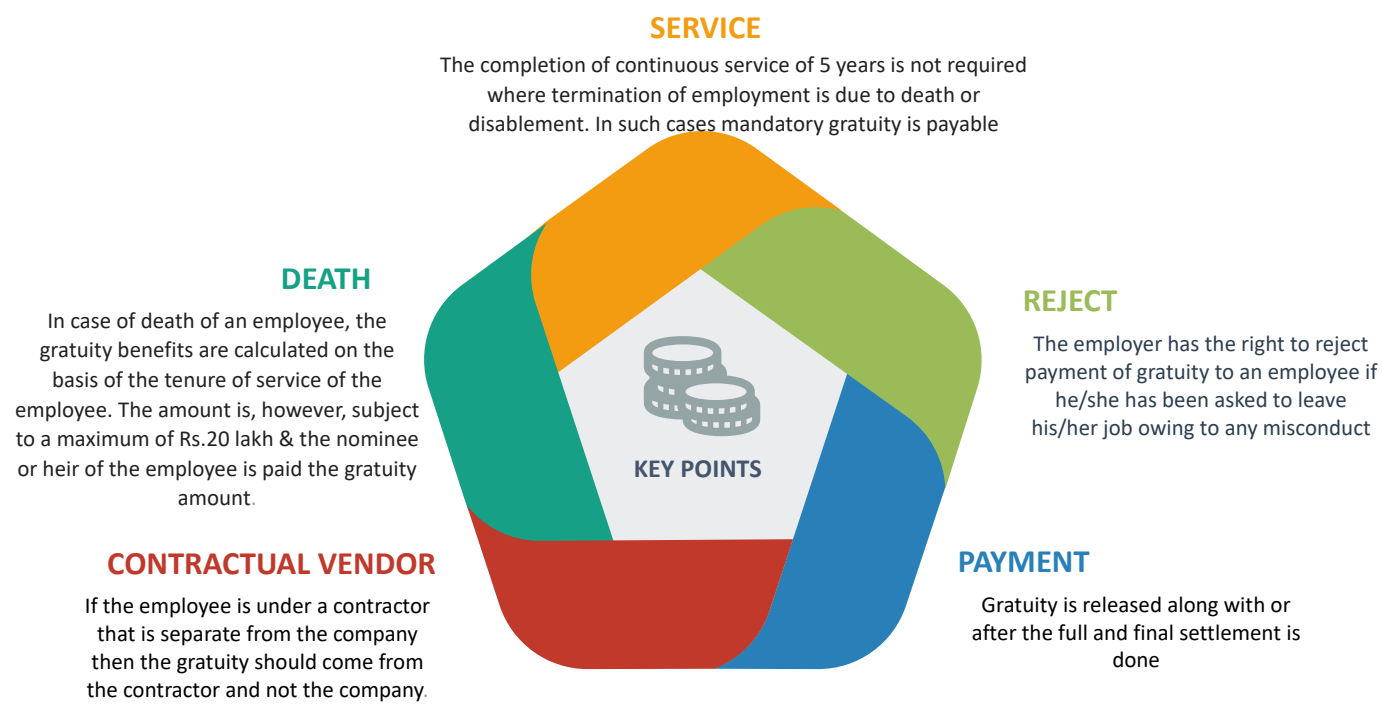 SERVICE
The completion of continuous service of 5 years is not required
where termination of employment is due to death or
disablement. In such cases mandatory gratuity is payable
DEATH
In case of death of an employee, the
gratuity benefits are calculated on the
basis of the tenure of service of the
employee. The amount is, however, subject
to a maximum of Rs.20 lakh & the nominee
or heir of the employee is paid the gratuity
amount.
REJECT
The employer has the right to reject
payment of gratuity to an employee if
he/she has been asked to leave
his/her job owing to any misconduct
KEY POINTS
CONTRACTUAL VENDOR
If the employee is under a contractor
that is separate from the company
then the gratuity should come from
the contractor and not the company.
PAYMENT
Gratuity is released along with or
after the full and final settlement is
done